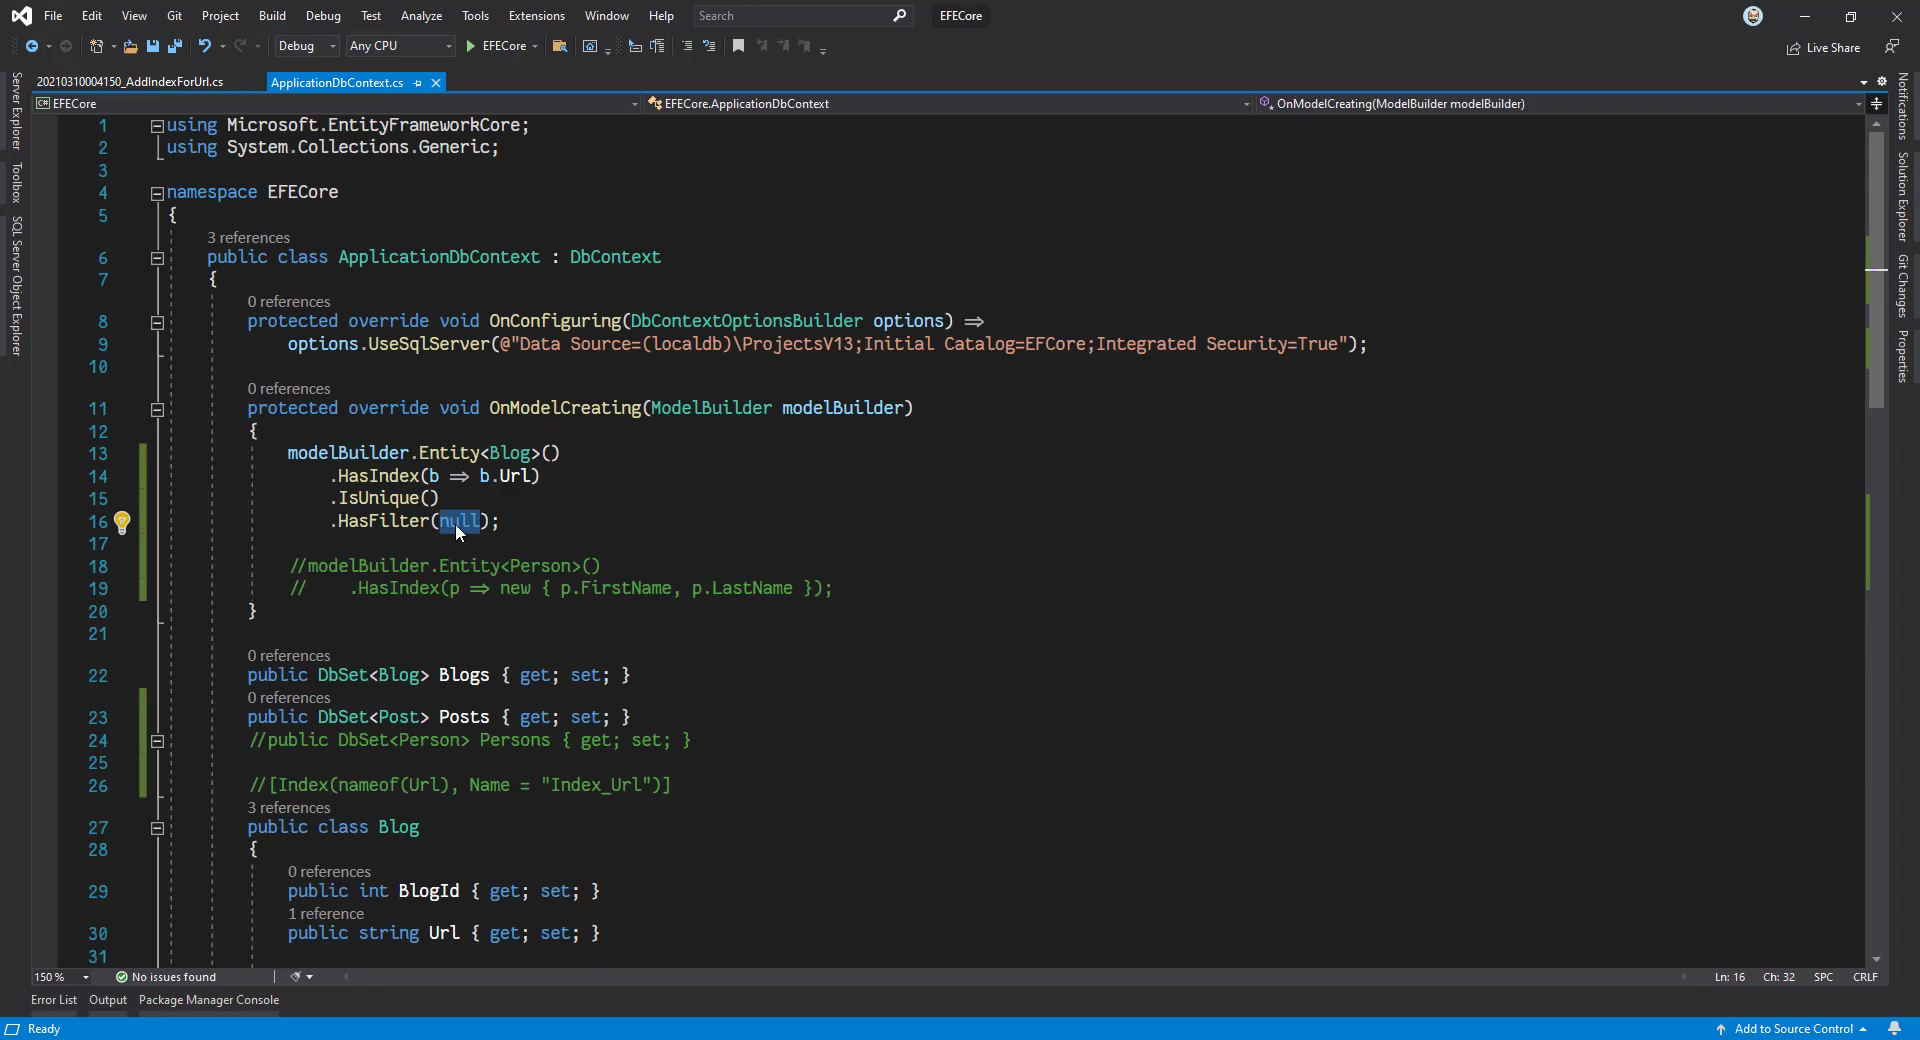 File Edit View Git Project Build Debug Test Analyze Tools Extensions Window Help Search EFECore
Debug Any CPU EFECore Live Share
20210310004150_AddIndexForUrl.cs ApplicationDbContext.cs
C# EFECore EFECore.ApplicationDbContext OnModelCreating(ModelBuilder modelBuilder)
Server Explorer
Toolbox
SQL Server Object Explorer
1 using Microsoft.EntityFrameworkCore;
2 using System.Collections.Generic;
3
4 namespace EFECore
5 {
3 references
6 public class ApplicationDbContext : DbContext
7 {
0 references
8 protected override void OnConfiguring(DbContextOptionsBuilder options) =>
9 options.UseSqlServer(@"Data Source=(localdb)\ProjectsV13;Initial Catalog=EFCore;Integrated Security=True");
10
0 references
11 protected override void OnModelCreating(ModelBuilder modelBuilder)
12 {
13 modelBuilder.Entity<Blog>()
14 .HasIndex(b => b.Url)
15 .IsUnique()
16 .HasFilter(null);
17
18 //modelBuilder.Entity<Person>()
19 // .HasIndex(p => new { p.FirstName, p.LastName });
20 }
21
0 references
22 public DbSet<Blog> Blogs { get; set; }
0 references
23 public DbSet<Post> Posts { get; set; }
24 //public DbSet<Person> Persons { get; set; }
25
26 //[Index(nameof(Url), Name = "Index_Url")]
3 references
27 public class Blog
28 {
0 references
29 public int BlogId { get; set; }
1 reference
30 public string Url { get; set; }
31
Notifications
Solution Explorer
Git Changes
Properties
150 % No issues found Ln: 16 Ch: 32 SPC CRLF
Error List Output Package Manager Console
Ready Add to Source Control